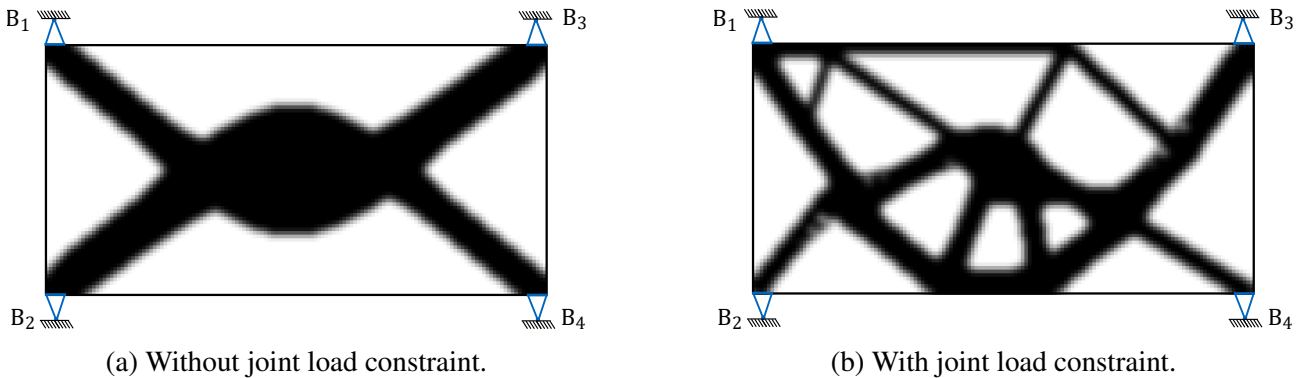 B1
B3
B2
B4
(a) Without joint load constraint.
B1
B3
B2
B4
(b) With joint load constraint.